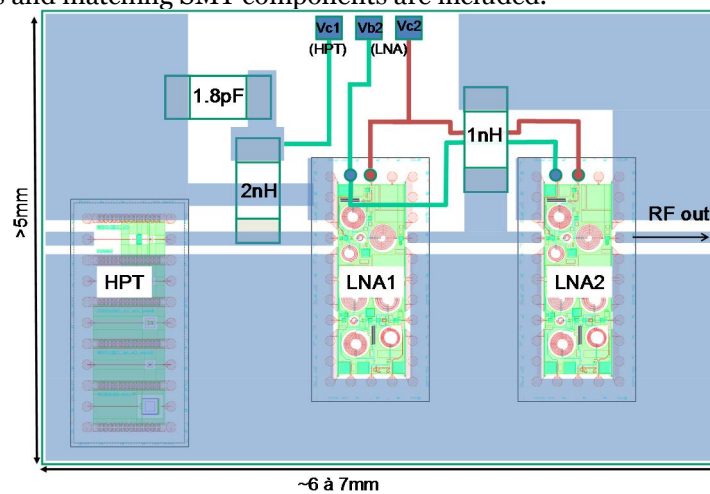 s and matching SMT components are included.
Vc1 Vb2 Vc2
(HPT) (LNA)
1.8pF
1nH
2nH
>5mm
RF out
HPT LNA1 LNA2
~6 à 7mm